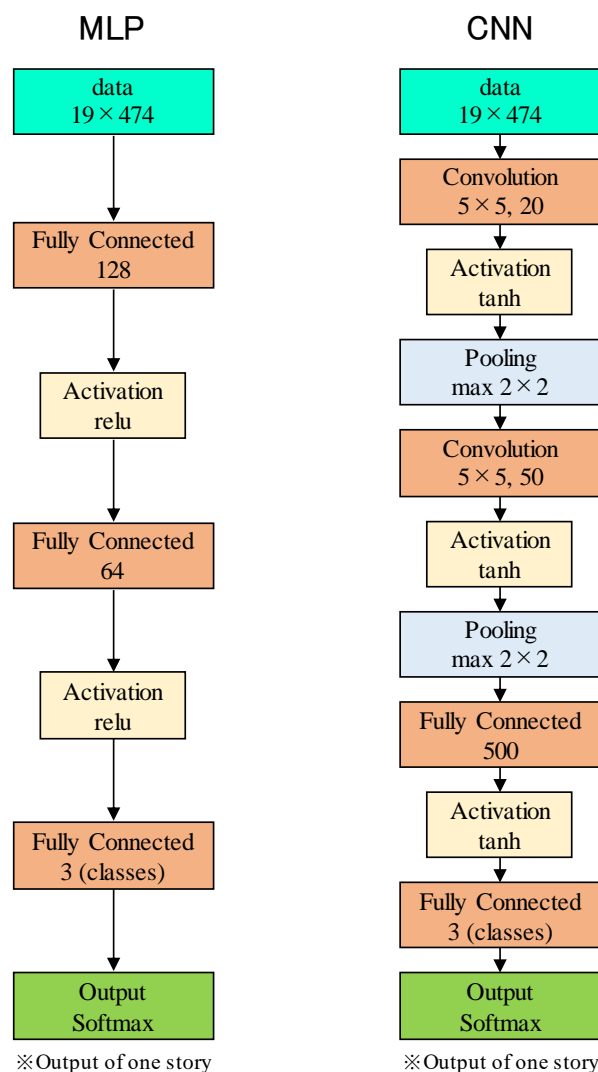 MLP
data
19×474
Fully Connected
128
Activation
relu
Fully Connected
64
Activation
relu
Fully Connected
3 (classes)
Output
Softmax
※Output of one story
CNN
data
19×474
Convolution
5×5, 20
Activation
tanh
Pooling
max 2×2
Convolution
5×5, 50
Activation
tanh
Pooling
max 2×2
Fully Connected
500
Activation
tanh
Fully Connected
3 (classes)
Output
Softmax
※Output of one story